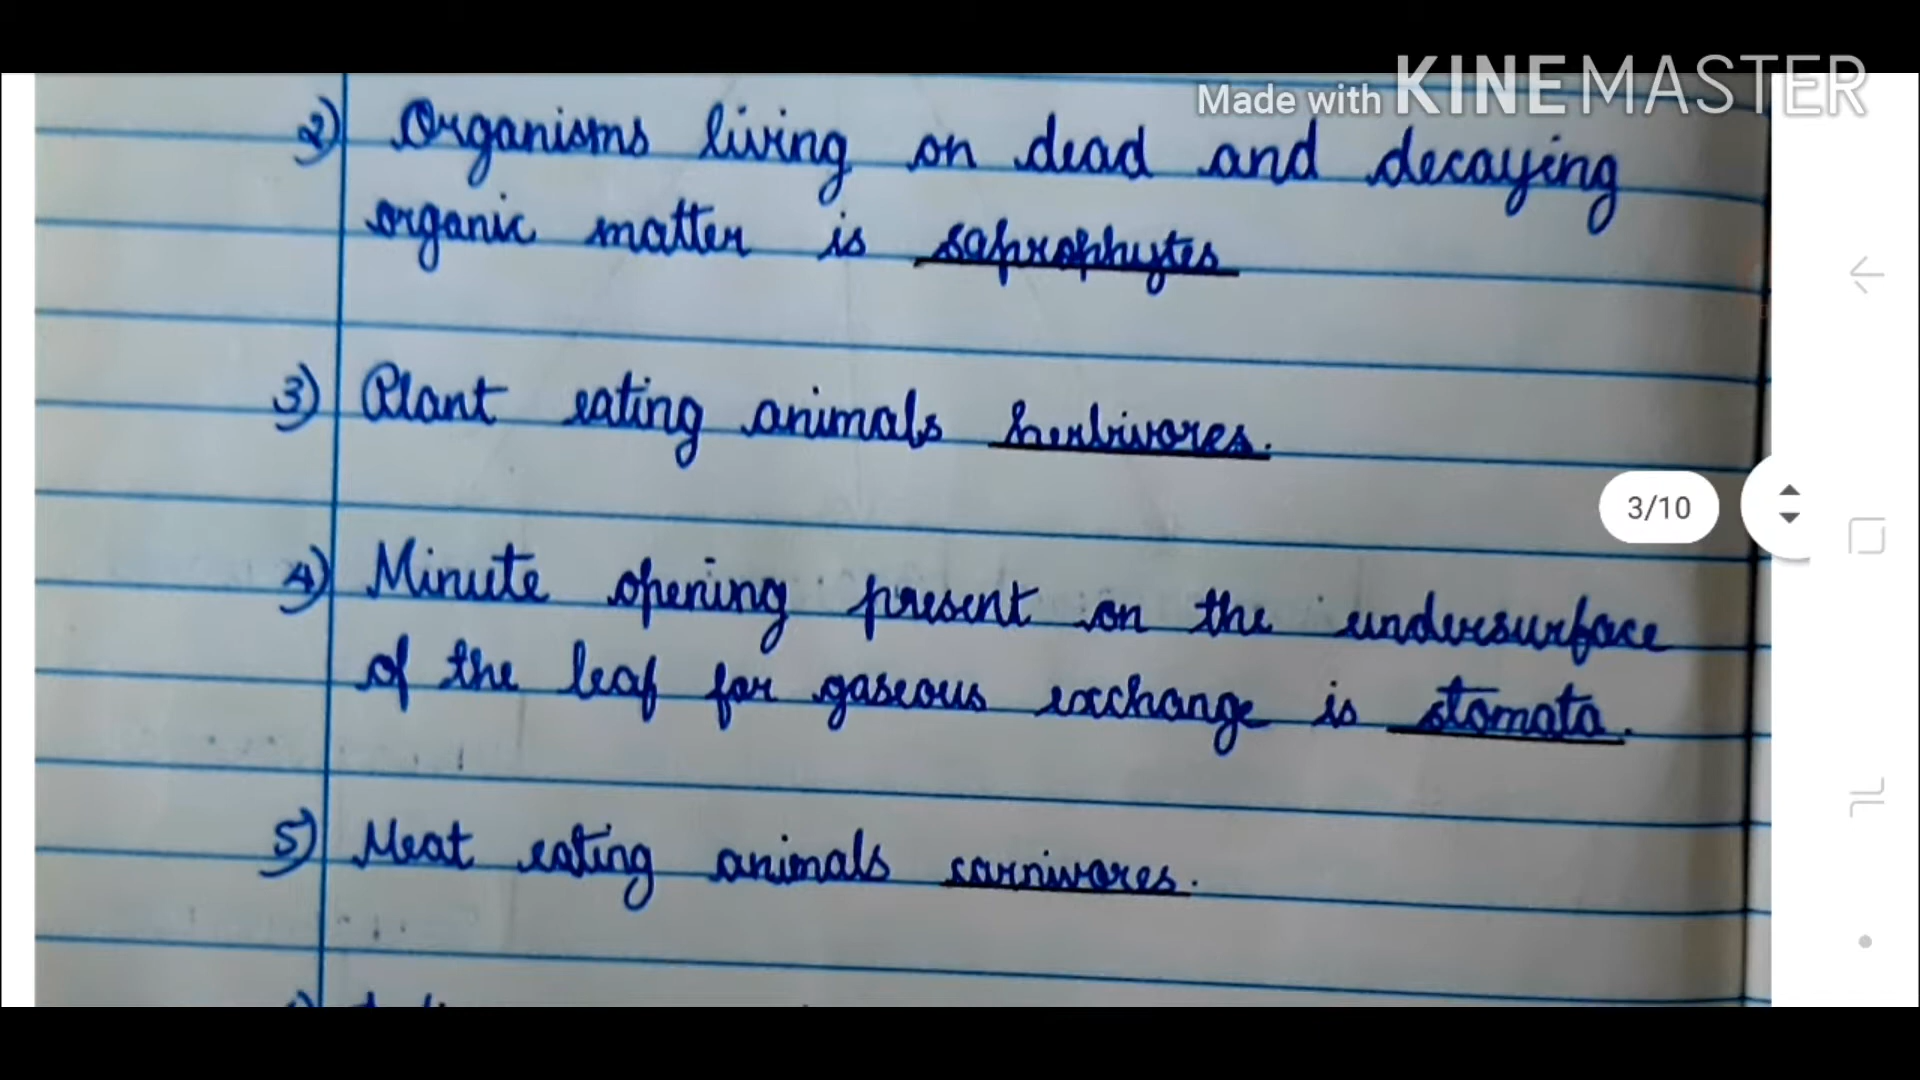 Made with KINEMASTER
2) Organisms living on dead and decaying
organic matter is saprophytes
3) Plant eating animals herbivores.
3/10
4) Minute opening present on the undersurface
of the leaf for gaseous exchange is stomata.
5) Meat eating animals carnivores.